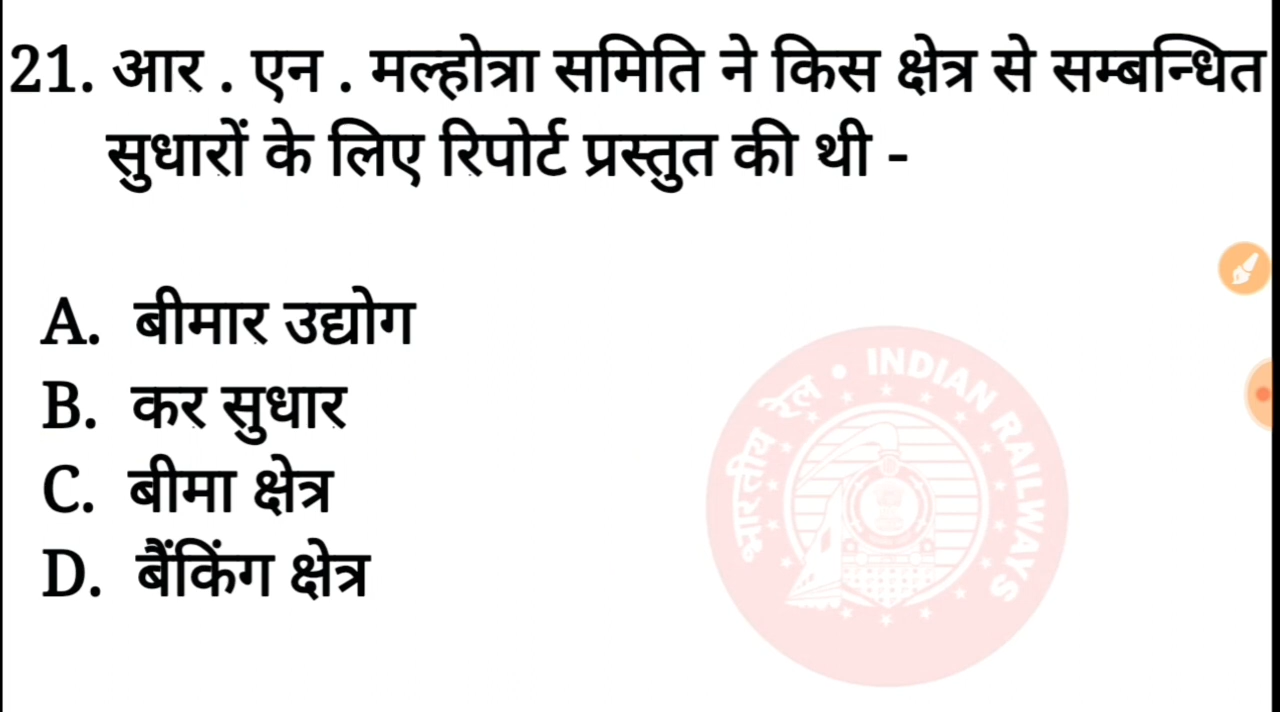 21. आर . एन . मल्होत्रा समिति ने किस क्षेत्र से सम्बन्धित
सुधारों के लिए रिपोर्ट प्रस्तुत की थी -
A. बीमार उद्योग
B. कर सुधार
C. बीमा क्षेत्र
D. बैंकिंग क्षेत्र
भारतीय रेल • INDIAN RAILWAYS